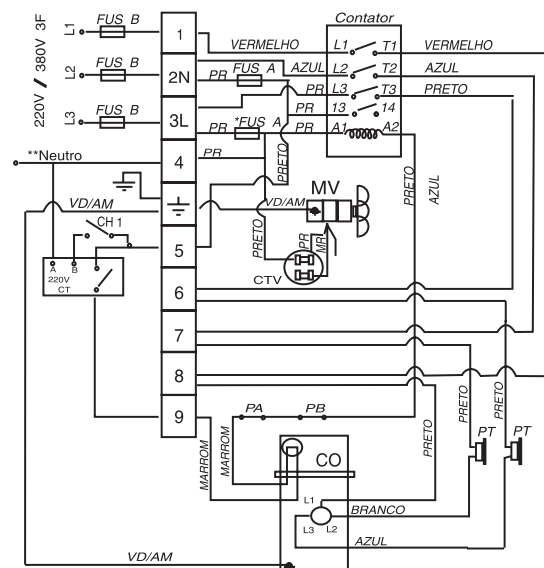 Contator
L1 FUS B
1
VERMELHO L1 T1 VERMELHO
L2 FUS B
2N PR FUS A AZUL L2 T2 AZUL
PR L3 T3 PRETO
220V / 380V 3F
L3 FUS B
3L PR 13 14
PR *FUS A PR A1 A2
**Neutro
4 PR
PRETO
PRETO
AZUL
VD/AM
VD/AM
MV
CH 1
5
PRETO
PR
MR
CTV
A B
220V
CT
6
7
8
9
PA PB
PRETO
PRETO
PRETO
PT
PT
MARROM
MARROM
CO
L1
BRANCO
L3 L2
AZUL
VD/AM